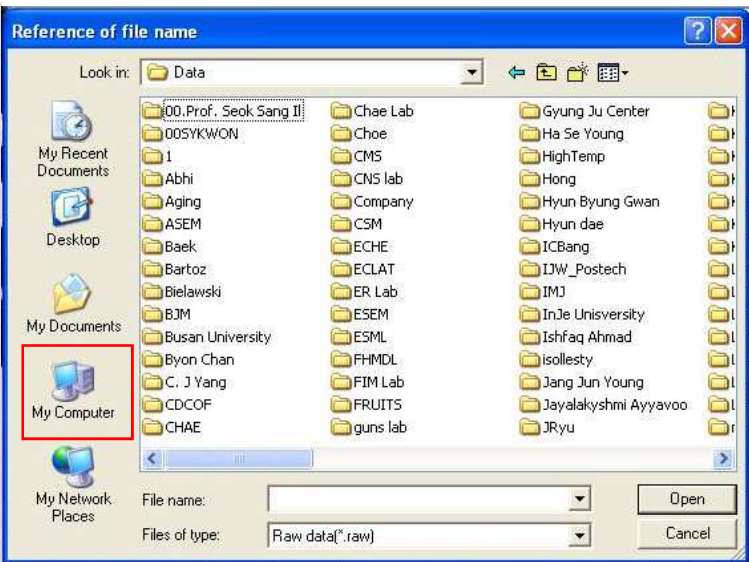 Reference of file name
Look in: Data
My Recent
Documents
Desktop
My Documents
My Computer
My Network
Places
00.Prof. Seok Sang Il
00SYKWON
1
Abhi
Aging
ASEM
Baek
Bartoz
Bielawski
BJM
Busan University
Byon Chan
C. J Yang
CDCOF
CHAE
Chae Lab
Choe
CMS
CNS lab
Company
CSM
ECHE
ECLAT
ER Lab
ESEM
ESML
FHMDL
FIM Lab
FRUITS
guns lab
Gyung Ju Center
Ha Se Young
HighTemp
Hong
Hyun Byung Gwan
Hyun dae
ICBang
IJW_Postech
IMJ
InJe Unisversity
Ishfaq Ahmad
isollesty
Jang Jun Young
Jayalakyshmi Ayyavoo
JRyu
File name:
Open
Files of type: Raw data(*.raw)
Cancel